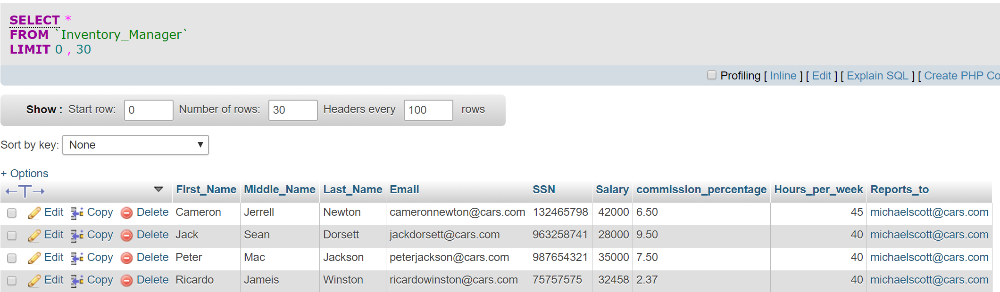 SELECT *
FROM `Inventory_Manager`
LIMIT 0 , 30
Profiling [ Inline ] [ Edit ] [ Explain SQL ] [ Create PHP Co
Show : Start row: 0 Number of rows: 30 Headers every 100 rows
Sort by key: None
+ Options
First_Name Middle_Name Last_Name Email SSN Salary commission_percentage Hours_per_week Reports_to
Edit Copy Delete Cameron Jerrell Newton cameronnewton@cars.com 132465798 42000 6.50 45 michaelscott@cars.com
Edit Copy Delete Jack Sean Dorsett jackdorsett@cars.com 963258741 28000 9.50 40 michaelscott@cars.com
Edit Copy Delete Peter Mac Jackson peterjackson@cars.com 987654321 35000 7.50 40 michaelscott@cars.com
Edit Copy Delete Ricardo Jameis Winston ricardowinston@cars.com 75757575 32458 2.37 40 michaelscott@cars.com